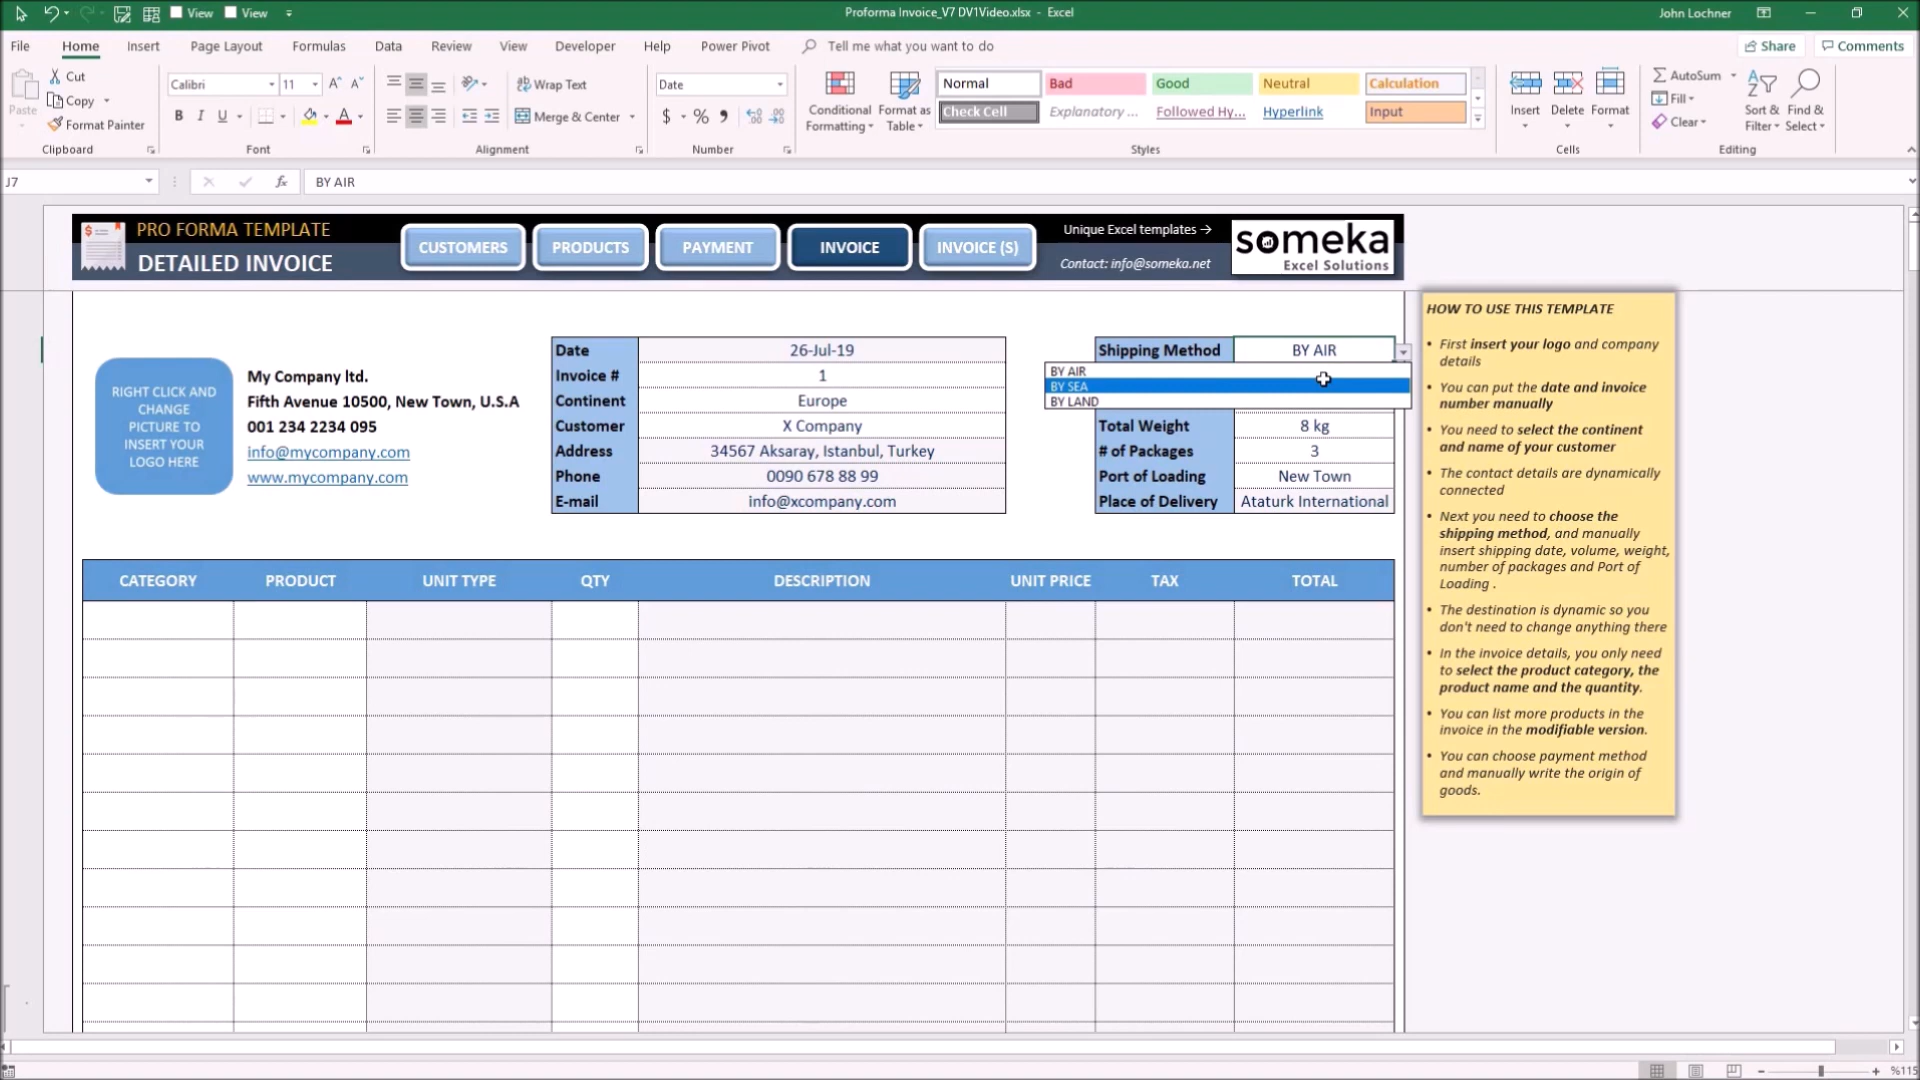 View
View
Proforma Invoice_V7 DV1Video.xlsx - Excel
John Lochner
File
Home
Insert
Page Layout
Formulas
Data
Review
View
Developer
Help
Power Pivot
Tell me what you want to do
Share
Comments
Paste
Cut
Copy
Format Painter
Clipboard
Calibri
11
B I U
Font
Wrap Text
Merge & Center
Alignment
Date
$ % ,
Number
Conditional
Formatting
Format as
Table
Normal
Bad
Good
Neutral
Calculation
Check Cell
Explanatory ...
Followed Hy...
Hyperlink
Input
Styles
Insert
Delete
Format
Cells
AutoSum
Fill
Clear
Sort &
Filter
Find &
Select
Editing
J7
fx
BY AIR
PRO FORMA TEMPLATE
DETAILED INVOICE
CUSTOMERS
PRODUCTS
PAYMENT
INVOICE
INVOICE (S)
Unique Excel templates →
Contact: info@someka.net
someka
Excel Solutions
RIGHT CLICK AND
CHANGE
PICTURE TO
INSERT YOUR
LOGO HERE
My Company ltd.
Fifth Avenue 10500, New Town, U.S.A
001 234 2234 095
info@mycompany.com
www.mycompany.com
Date 26-Jul-19
Invoice # 1
Continent Europe
Customer X Company
Address 34567 Aksaray, Istanbul, Turkey
Phone 0090 678 88 99
E-mail info@xcompany.com
Shipping Method BY AIR
BY AIR
BY SEA
BY LAND
Total Weight 8 kg
# of Packages 3
Port of Loading New Town
Place of Delivery Ataturk International
CATEGORY PRODUCT UNIT TYPE QTY DESCRIPTION UNIT PRICE TAX TOTAL
HOW TO USE THIS TEMPLATE
• First insert your logo and company
details
• You can put the date and invoice
number manually
• You need to select the continent
and name of your customer
• The contact details are dynamically
connected
• Next you need to choose the
shipping method, and manually
insert shipping date, volume, weight,
number of packages and Port of
Loading .
• The destination is dynamic so you
don't need to change anything there
• In the invoice details, you only need
to select the product category, the
product name and the quantity.
• You can list more products in the
invoice in the modifiable version.
• You can choose payment method
and manually write the origin of
goods.
%115